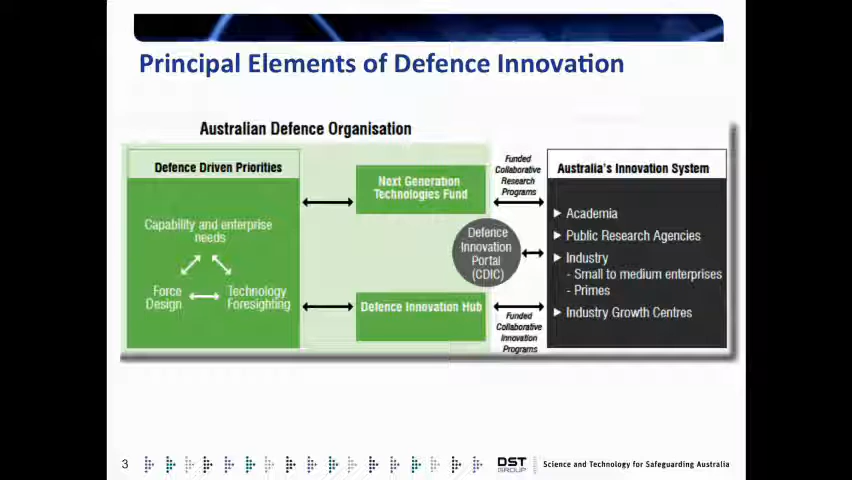 Principal Elements of Defence Innovation
Australian Defence Organisation
Defence Driven Priorities
Capability and enterprise
needs
Force
Design
Technology
Foresighting
Next Generation
Technologies Fund
Defence
Innovation
Portal
(CDIC)
Defence Innovation Hub
Funded
Collaborative
Research
Programs
Funded
Collaborative
Innovation
Programs
Australia's Innovation System
Academia
Public Research Agencies
Industry
- Small to medium enterprises
- Primes
Industry Growth Centres
3
DST
GROUP
Science and Technology for Safeguarding Australia